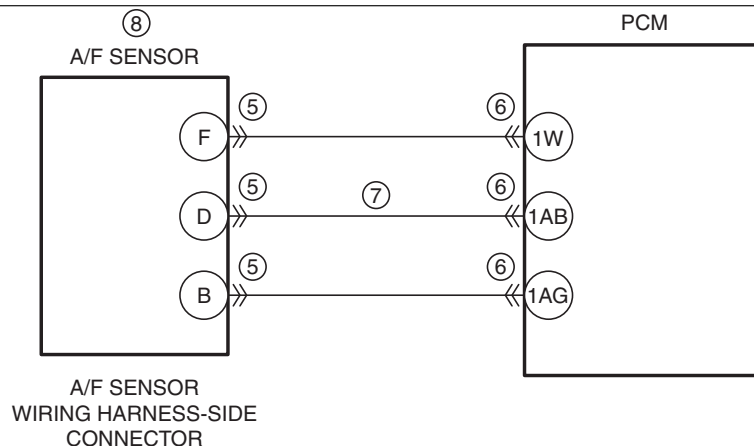 ⑧
A/F SENSOR
PCM
⑤ ⑥
F 1W
⑤ ⑦ ⑥
D 1AB
⑤ ⑥
B 1AG
A/F SENSOR
WIRING HARNESS-SIDE
CONNECTOR